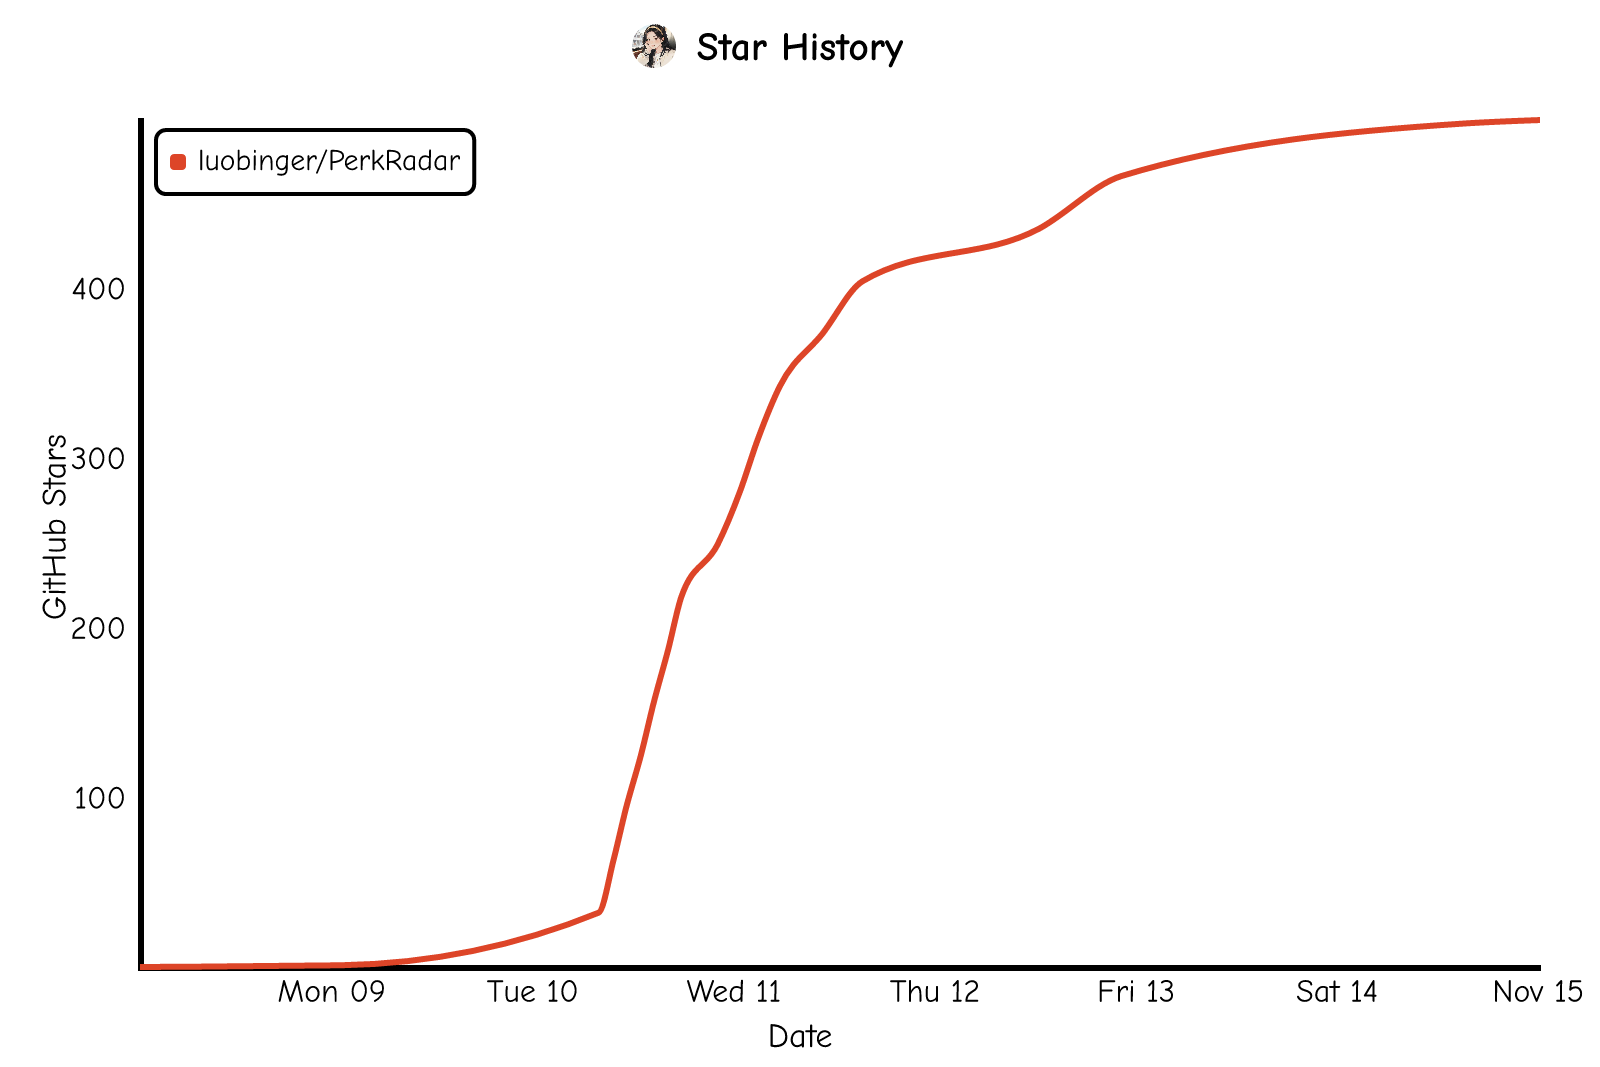 Star History
luobinger/PerkRadar
GitHub Stars
400
300
200
100
Mon 09
Tue 10
Wed 11
Thu 12
Fri 13
Sat 14
Nov 15
Date